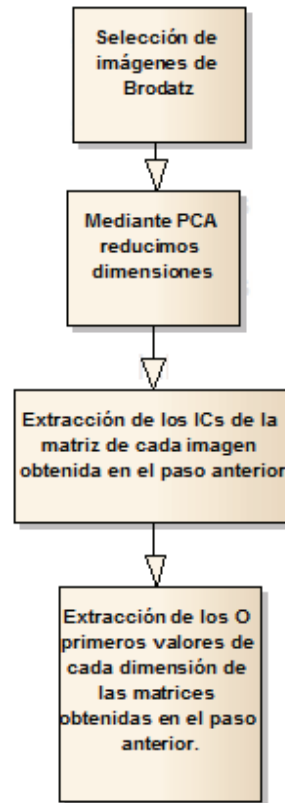 Selección de
imágenes de
Brodatz
Mediante PCA
reducimos
dimensiones
Extracción de los ICs de la
matriz de cada imagen
obtenida en el paso anterior
Extracción de los O
primeros valores de
cada dimensión de
las matrices
obtenidas en el paso
anterior.